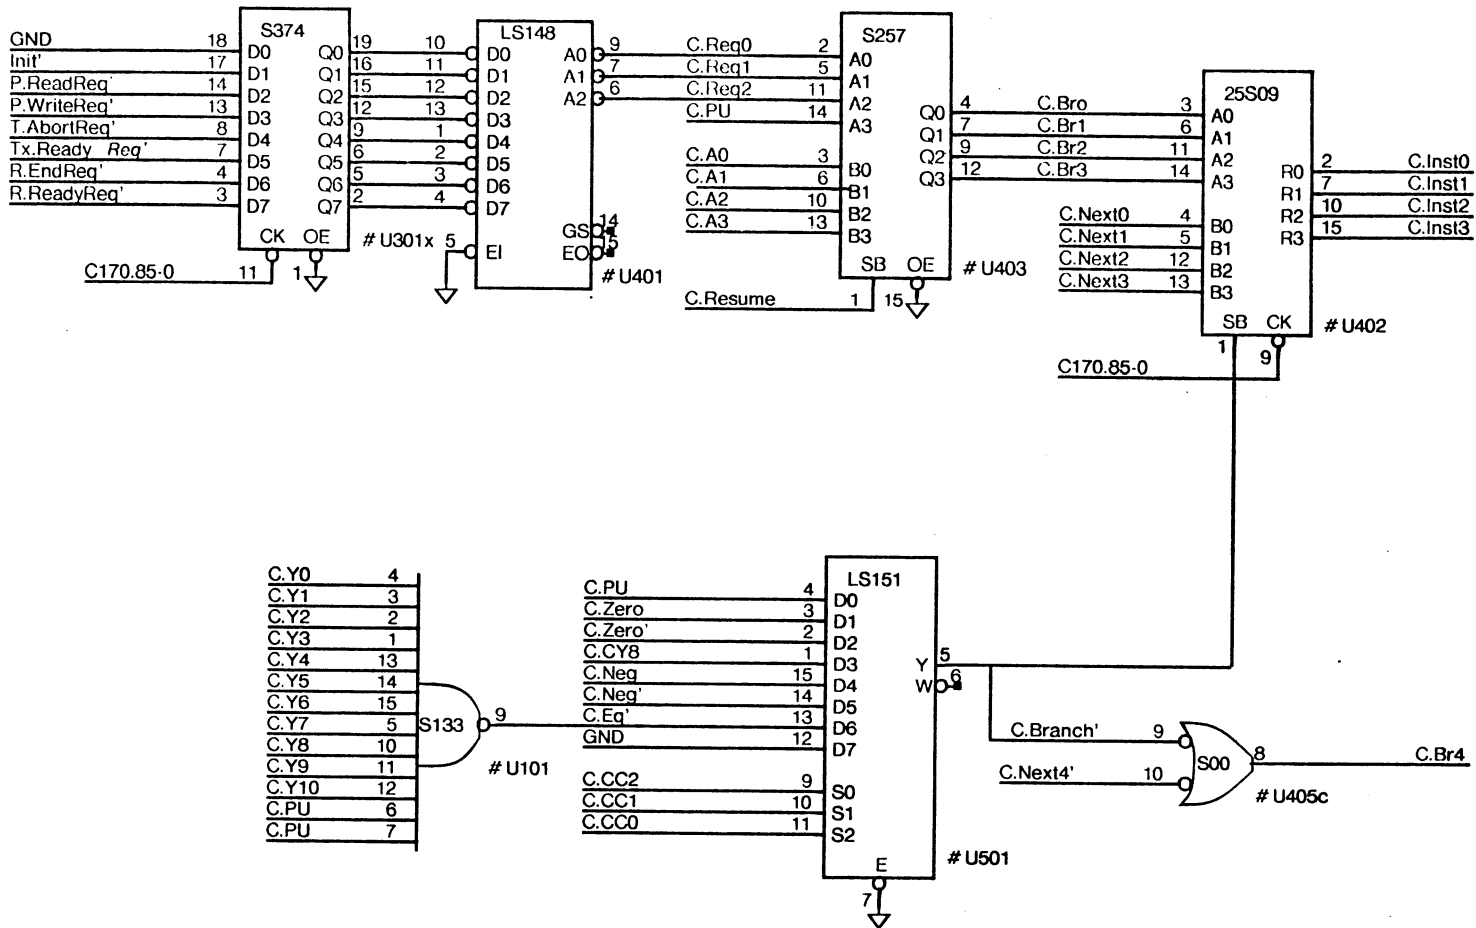 S374
GND 18 D0 Q0 19
Init' 17 D1 Q1 16
P.ReadReq 14 D2 Q2 15
P.WriteReq' 13 D3 Q3 12
T.AbortReq' 8 D4 Q4 9
Tx.Ready Req' 7 D5 Q5 6
R.EndReq' 4 D6 Q6 5
R.ReadyReq' 3 D7 Q7 2
CK OE
# U301x
C170.85-0 11 1
LS148
10 D0 A0 9
11 D1 A1 7
12 D2 A2 6
13 D3
1 D4
2 D5
3 D6
4 D7
GS 14
5 EI EO 15
# U401
S257
C.Req0 2 A0
C.Req1 5 A1
C.Req2 11 A2
C.PU 14 A3
C.A0 3 B0
C.A1 6 B1
C.A2 10 B2
C.A3 13 B3
Q0 4 C.Bro
Q1 7 C.Br1
Q2 9 C.Br2
Q3 12 C.Br3
SB OE
# U403
C.Resume 1 15
25S09
3 A0
6 A1
11 A2
14 A3
C.Next0 4 B0
C.Next1 5 B1
C.Next2 12 B2
C.Next3 13 B3
R0 2 C.Inst0
R1 7 C.Inst1
R2 10 C.Inst2
R3 15 C.Inst3
SB CK
# U402
1 9
C170.85-0
C.Y0 4
C.Y1 3
C.Y2 2
C.Y3 1
C.Y4 13
C.Y5 14
C.Y6 15
C.Y7 5
C.Y8 10
C.Y9 11
C.Y10 12
C.PU 6
C.PU 7
S133 9
# U101
LS151
C.PU 4 D0
C.Zero 3 D1
C.Zero' 2 D2
C.CY8 1 D3
C.Neg 15 D4
C.Neg' 14 D5
C.Eq' 13 D6
GND 12 D7
C.CC2 9 S0
C.CC1 10 S1
C.CC0 11 S2
Y 5
W 6
E
7
# U501
C.Branch' 9
C.Next4' 10
S00 8 C.Br4
# U405c